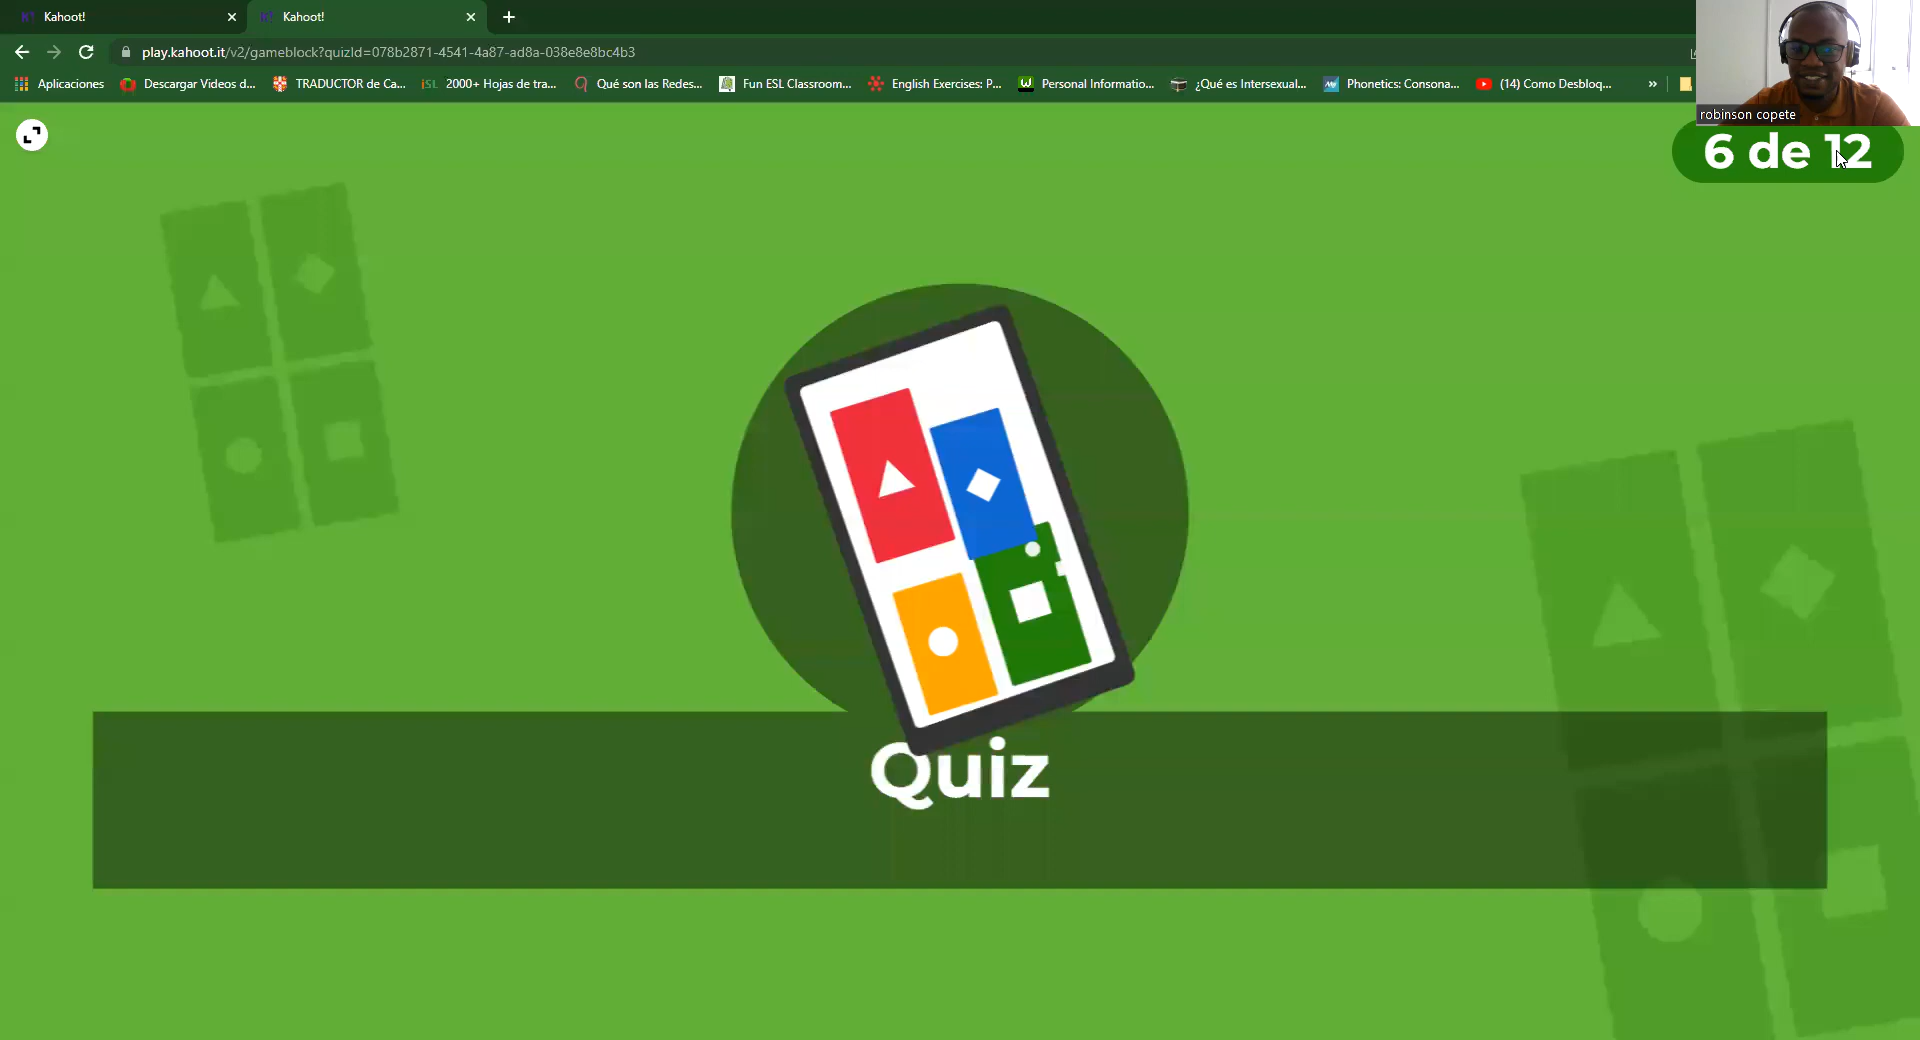 Kahoot!
Kahoot!
play.kahoot.it/v2/gameblock?quizId=078b2871-4541-4a87-ad8a-038e8e8bc4b3
Aplicaciones Descargar Vídeos d... TRADUCTOR de Ca... iSL 2000+ Hojas de tra... Qué son las Redes... Fun ESL Classroom... English Exercises: P... Personal Informatio... ¿Qué es Intersexual... Phonetics: Consona... (14) Como Desbloq... »
robinson copete
6 de 12
Quiz